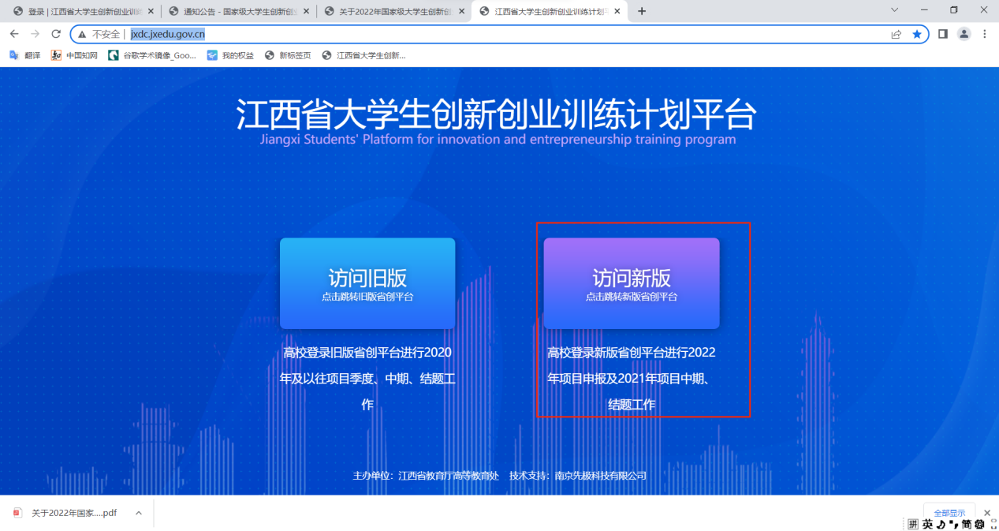 登录 | 江西省大学生创新创业训练
通知公告 - 国家级大学生创新创业
关于2022年国家级大学生创新创
江西省大学生创新创业训练计划平
不安全 | jxdc.jxedu.gov.cn
翻译
中国知网
谷歌学术镜像_Goo...
我的权益
新标签页
江西省大学生创新...
江西省大学生创新创业训练计划平台
Jiangxi Students' Platform for innovation and entrepreneurship training program
访问旧版
点击跳转旧版省创平台
高校登录旧版省创平台进行2020
年及以往项目季度、中期、结题工
作
访问新版
点击跳转新版省创平台
高校登录新版省创平台进行2022
年项目申报及2021年项目中期、
结题工作
主办单位：江西省教育厅高等教育处 技术支持：南京先极科技有限公司
关于2022年国家....pdf
全部显示
拼 英 简